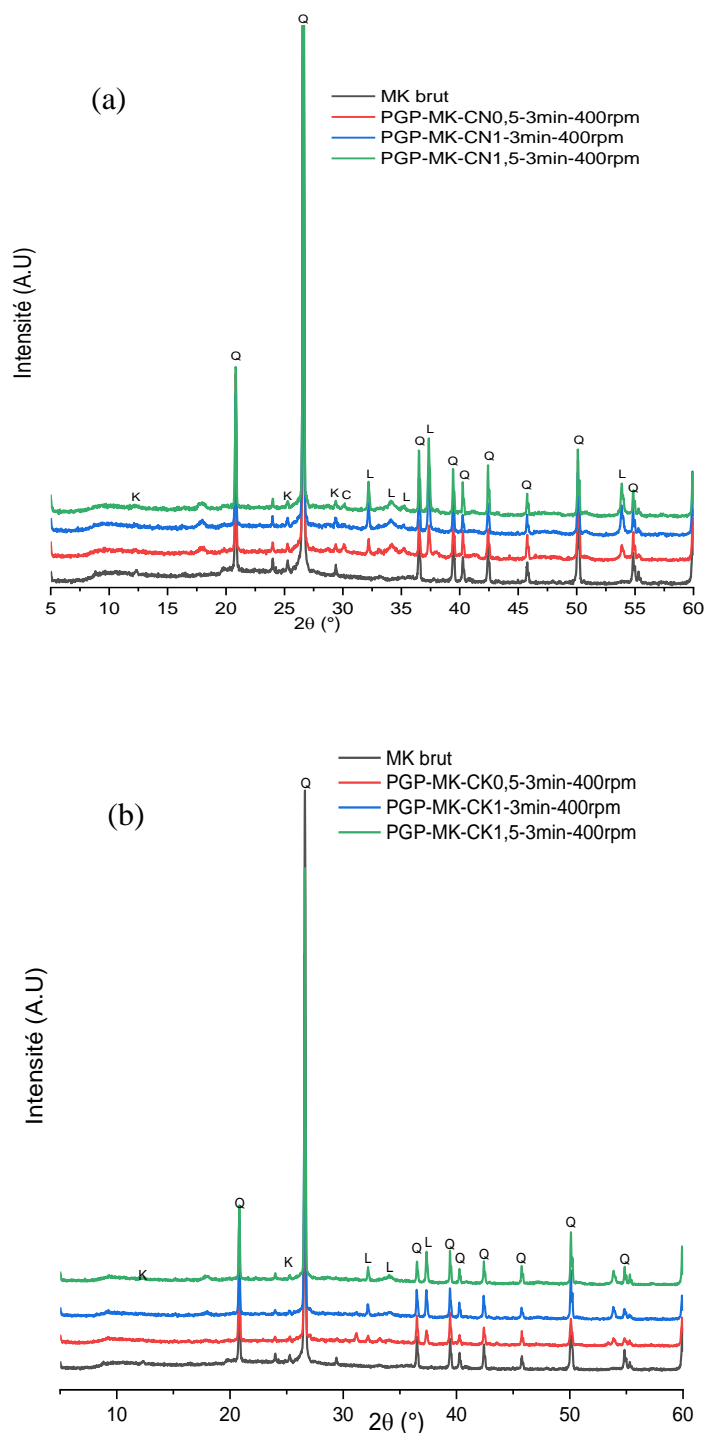 Q
(a)
MK brut
PGP-MK-CN0,5-3min-400rpm
PGP-MK-CN1-3min-400rpm
PGP-MK-CN1,5-3min-400rpm
Intensité (A.U)
Q
K
K
K
C
L
L
L
Q
L
Q
Q
Q
Q
Q
L
Q
5 10 15 20 25 30 35 40 45 50 55 60
2θ (°)
MK brut
PGP-MK-CK0,5-3min-400rpm
PGP-MK-CK1-3min-400rpm
PGP-MK-CK1,5-3min-400rpm
Q
(b)
Intensité (A.U)
Q
K
K
L
L
Q
L
Q
Q
Q
Q
Q
Q
10 20 30 40 50 60
2θ (°)